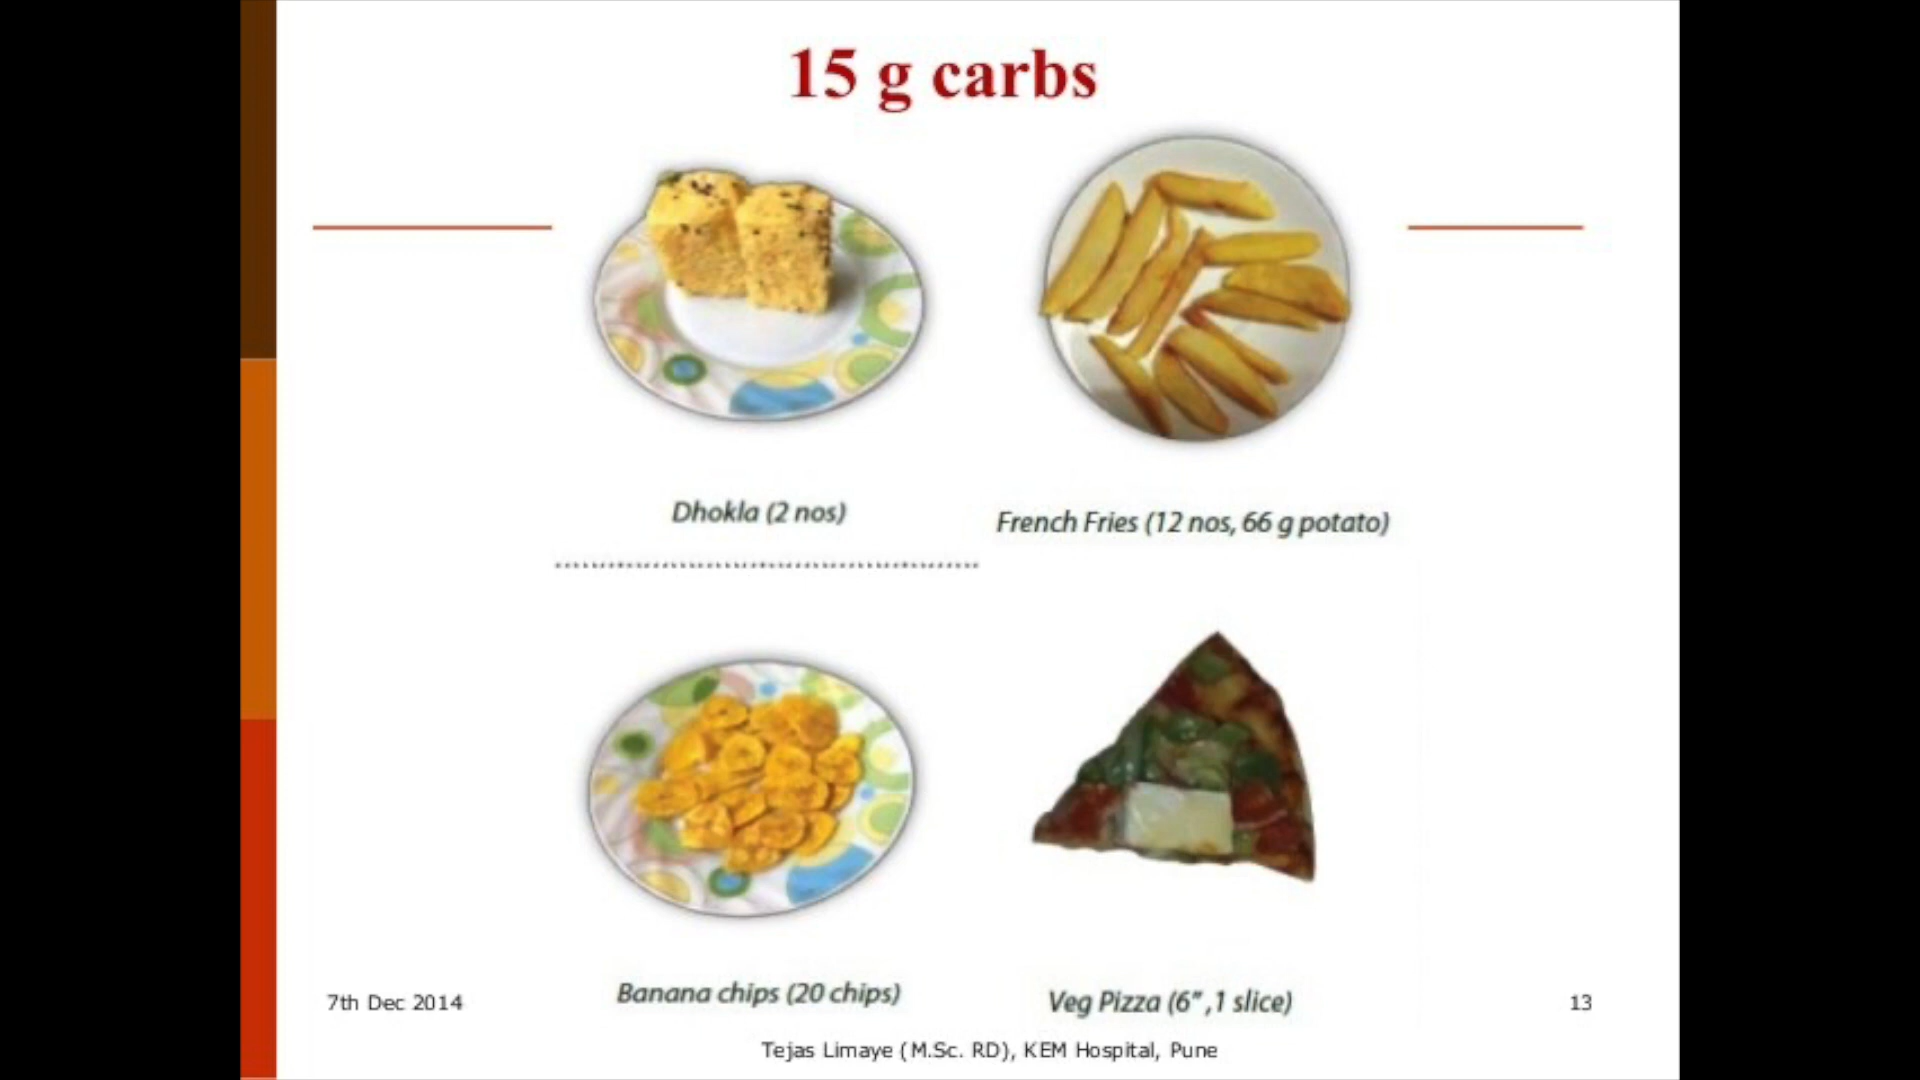 15 g carbs
Dhokla (2 nos)
French Fries (12 nos, 66 g potato)
Banana chips (20 chips)
Veg Pizza (6”,1 slice)
7th Dec 2014
13
Tejas Limaye (M.Sc. RD), KEM Hospital, Pune